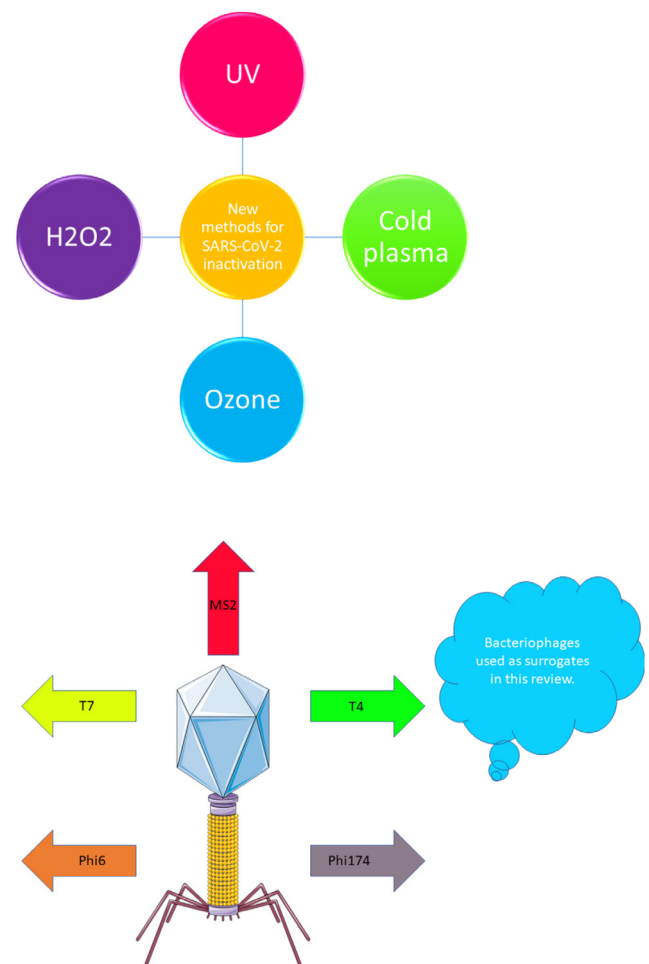 UV
H2O2
New
methods for
SARS-CoV-2
inactivation
Cold
plasma
Ozone
MS2
Bacteriophages
used as surrogates
in this review.
T7
T4
Phi6
Phi174